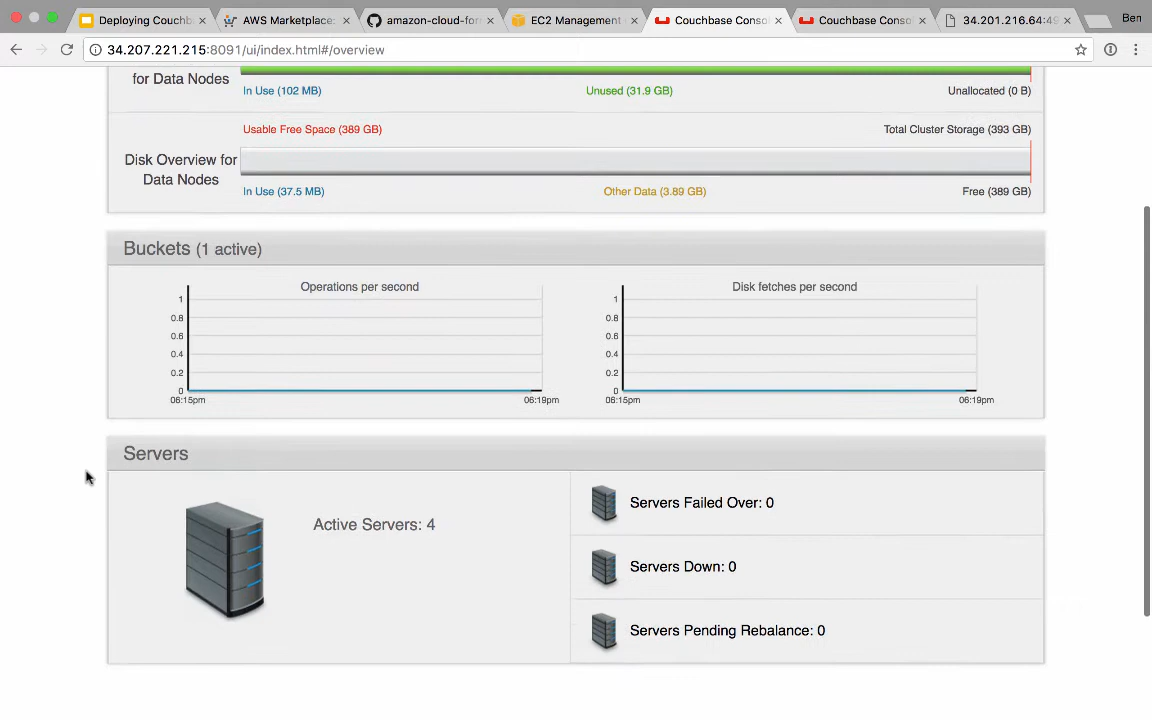 Deploying Couchb
AWS Marketplace:
amazon-cloud-for
EC2 Management
Couchbase Conso
Couchbase Conso
34.201.216.64:49
Ben
34.207.221.215:8091/ui/index.html#/overview
for Data Nodes
In Use (102 MB)
Unused (31.9 GB)
Unallocated (0 B)
Usable Free Space (389 GB)
Total Cluster Storage (393 GB)
Disk Overview for
Data Nodes
In Use (37.5 MB)
Other Data (3.89 GB)
Free (389 GB)
Buckets (1 active)
Operations per second
1
0.8
0.6
0.4
0.2
0
06:15pm
06:19pm
Disk fetches per second
1
0.8
0.6
0.4
0.2
0
06:15pm
06:19pm
Servers
Active Servers: 4
Servers Failed Over: 0
Servers Down: 0
Servers Pending Rebalance: 0